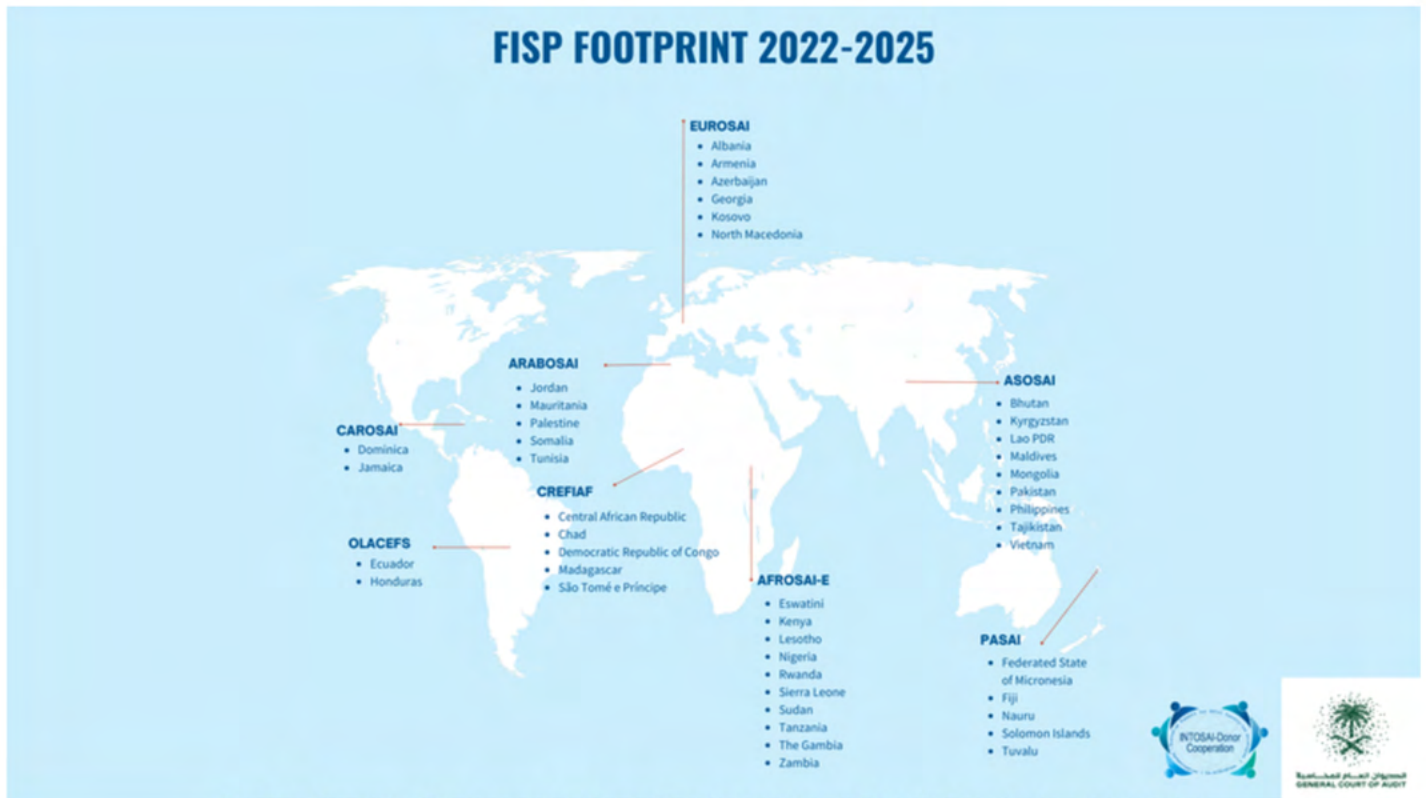 FISP FOOTPRINT 2022-2025
EUROSAI
• Albania
• Armenia
• Azerbaijan
• Georgia
• Kosovo
• North Macedonia
ARABOSAI
• Jordan
• Mauritania
• Palestine
• Somalia
• Tunisia
ASOSAI
• Bhutan
• Kyrgyzstan
• Lao PDR
• Maldives
• Mongolia
• Pakistan
• Philippines
• Tajikistan
• Vietnam
CAROSAI
• Dominica
• Jamaica
CREFIAF
• Central African Republic
• Chad
• Democratic Republic of Congo
• Madagascar
• São Tomé e Príncipe
OLACEFS
• Ecuador
• Honduras
AFROSAI-E
• Eswatini
• Kenya
• Lesotho
• Nigeria
• Rwanda
• Sierra Leone
• Sudan
• Tanzania
• The Gambia
• Zambia
PASAI
• Federated State
of Micronesia
• Fiji
• Nauru
• Solomon Islands
• Tuvalu
INTOSAI-Donor
Cooperation
الديوان العام للمحاسبة
GENERAL COURT OF AUDIT